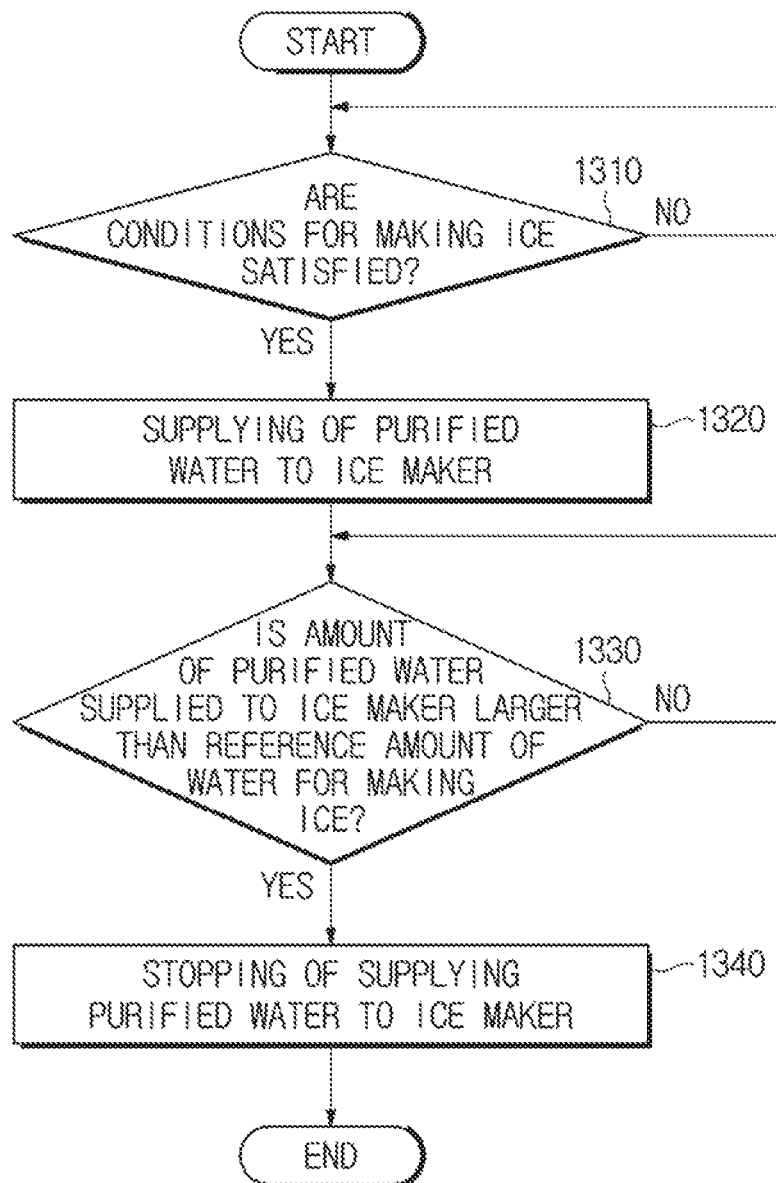 START
1310
ARE
CONDITIONS FOR MAKING ICE
SATISFIED?
NO
YES
SUPPLYING OF PURIFIED
WATER TO ICE MAKER
1320
IS AMOUNT
OF PURIFIED WATER
SUPPLIED TO ICE MAKER LARGER
THAN REFERENCE AMOUNT OF
WATER FOR MAKING
ICE?
1330
NO
YES
STOPPING OF SUPPLYING
PURIFIED WATER TO ICE MAKER
1340
END